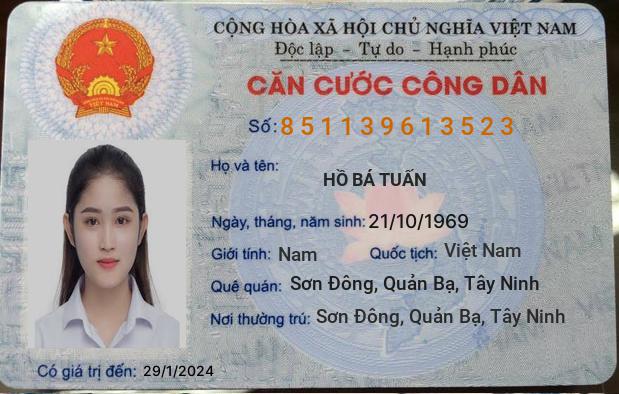 CỘNG HÒA XÃ HỘI CHỦ NGHĨA VIỆT NAM
Độc lập - Tự do - Hạnh phúc
CĂN CƯỚC CÔNG DÂN
Số: 851139613523
Họ và tên:
HỒ BÁ TUẤN
Ngày, tháng, năm sinh: 21/10/1969
Giới tính: Nam Quốc tịch: Việt Nam
Quê quán: Sơn Đông, Quản Bạ, Tây Ninh
Nơi thường trú: Sơn Đông, Quản Bạ, Tây Ninh
Có giá trị đến: 29/1/2024
VIỆT NAM